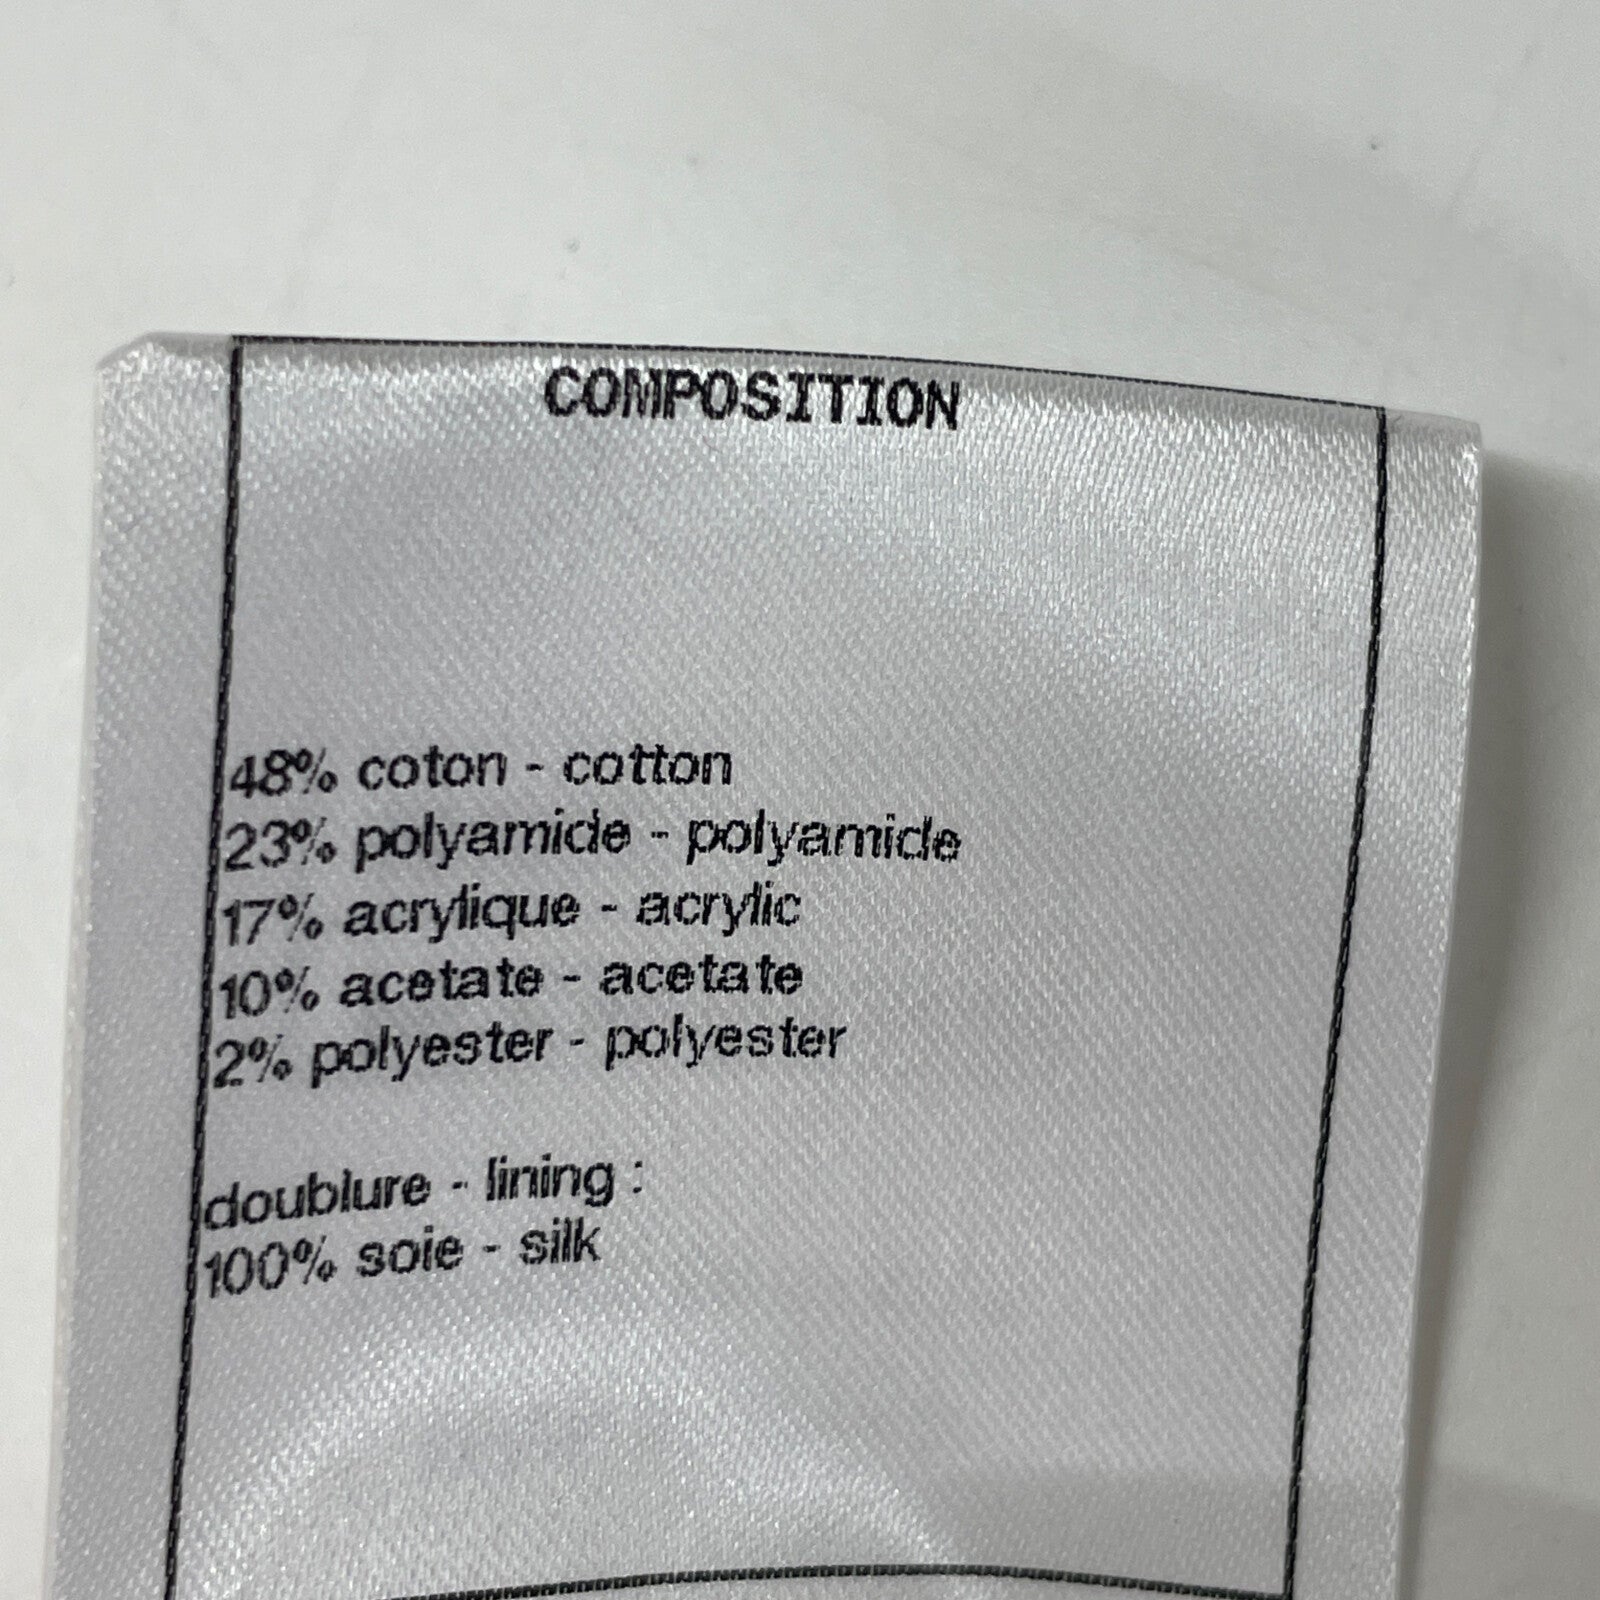 COMPOSITION
48% coton - cotton
23% polyamide - polyamide
17% acrylique - acrylic
10% acetate - acetate
2% polyester - polyester
doublure - lining :
100% soie - silk